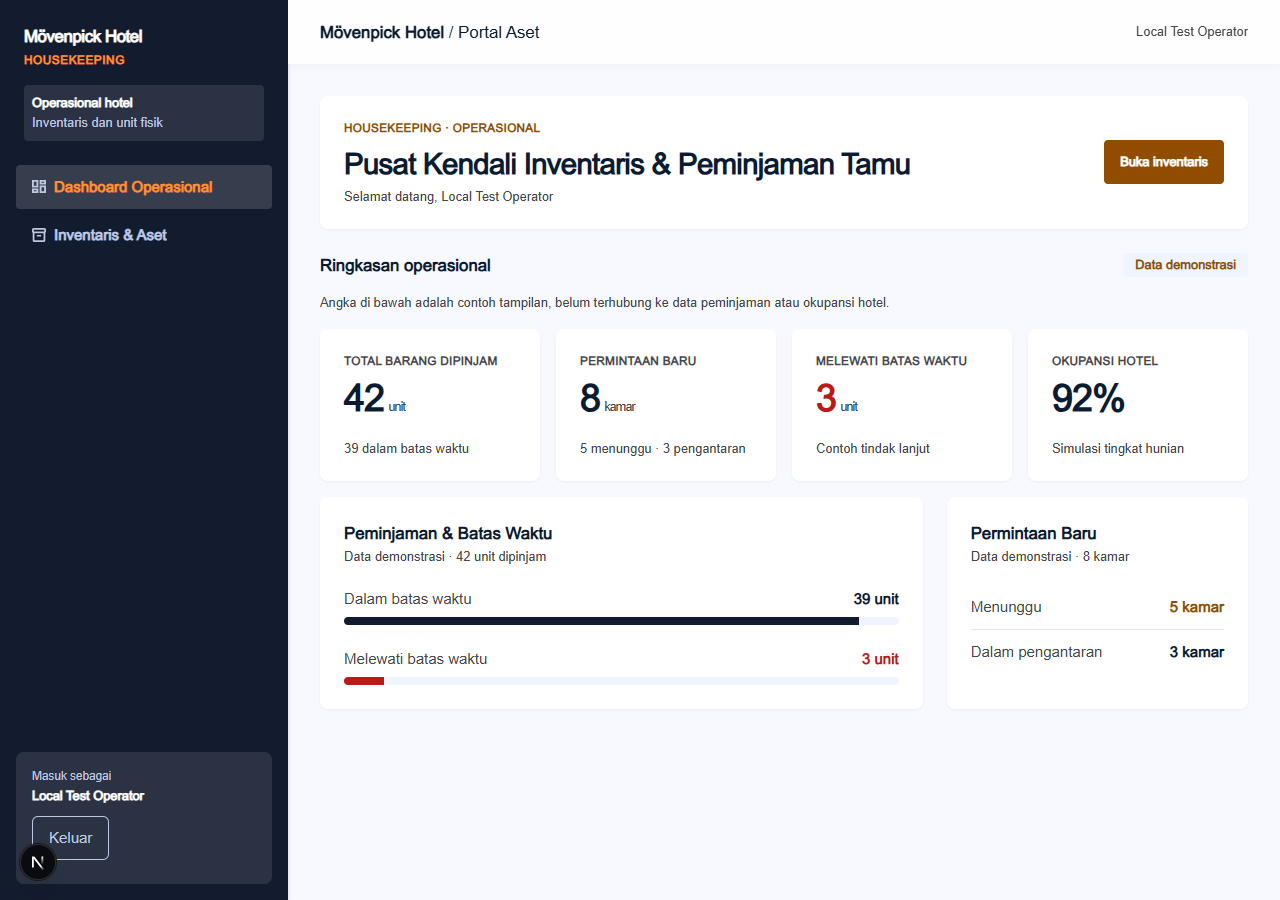 Mövenpick Hotel
HOUSEKEEPING
Operasional hotel
Inventaris dan unit fisik
Dashboard Operasional
Inventaris & Aset
Masuk sebagai
Local Test Operator
Keluar
N
Mövenpick Hotel / Portal Aset
Local Test Operator
HOUSEKEEPING · OPERASIONAL
Pusat Kendali Inventaris & Peminjaman Tamu
Selamat datang, Local Test Operator
Buka inventaris
Ringkasan operasional
Data demonstrasi
Angka di bawah adalah contoh tampilan, belum terhubung ke data peminjaman atau okupansi hotel.
TOTAL BARANG DIPINJAM
42 unit
39 dalam batas waktu
PERMINTAAN BARU
8 kamar
5 menunggu · 3 pengantaran
MELEWATI BATAS WAKTU
3 unit
Contoh tindak lanjut
OKUPANSI HOTEL
92%
Simulasi tingkat hunian
Peminjaman & Batas Waktu
Data demonstrasi · 42 unit dipinjam
Dalam batas waktu 39 unit
Melewati batas waktu 3 unit
Permintaan Baru
Data demonstrasi · 8 kamar
Menunggu 5 kamar
Dalam pengantaran 3 kamar